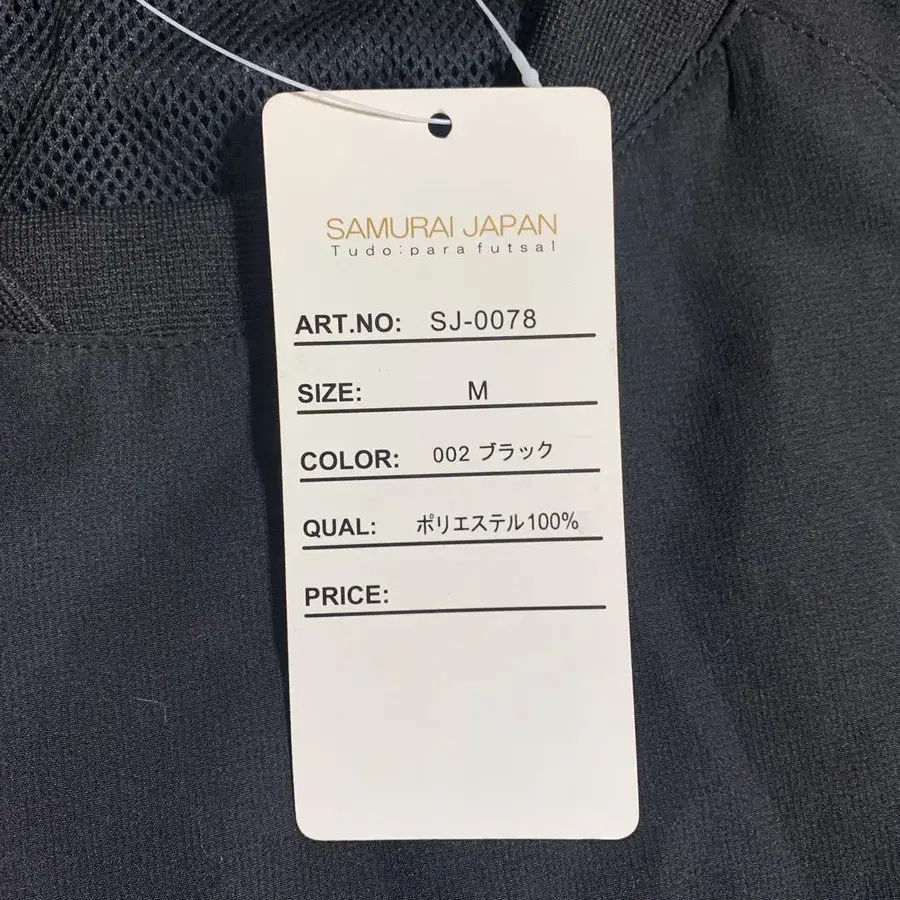 SAMURAI JAPAN
Tudo:para futsal
ART.NO: SJ-0078
SIZE: M
COLOR: 002 ブラック
QUAL: ポリエステル100%
PRICE: